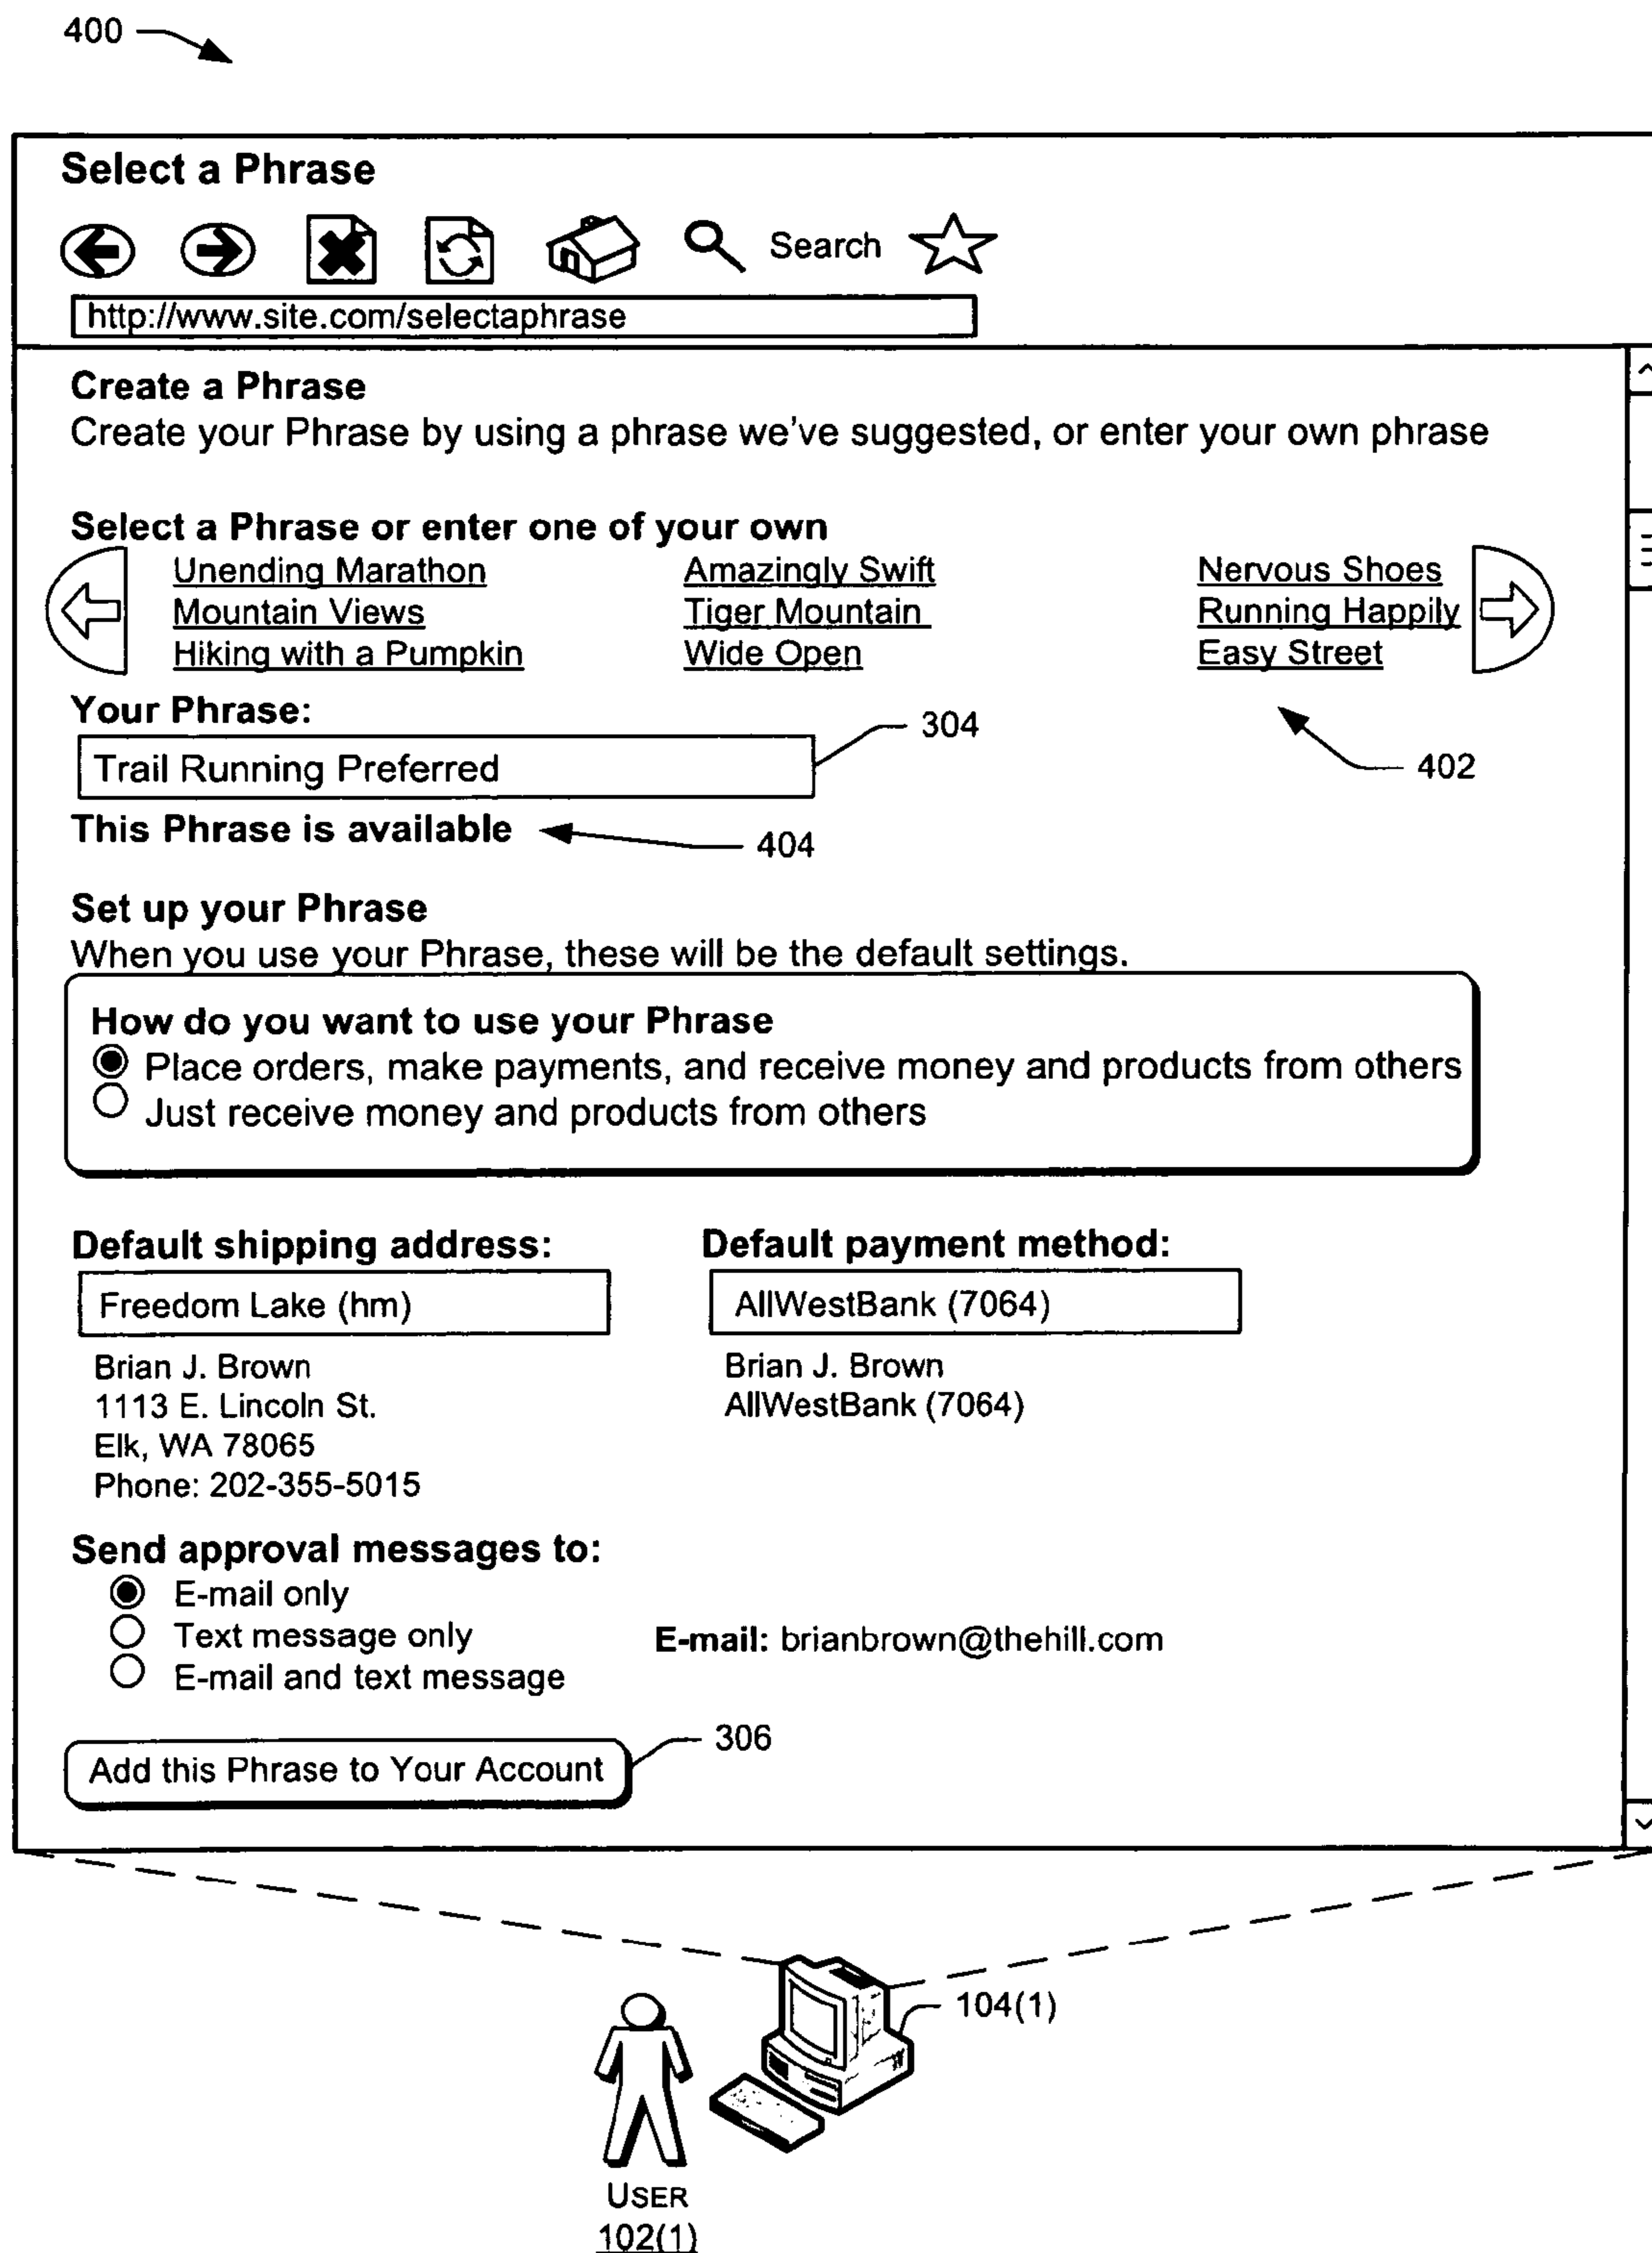 400
Select a Phrase
Search
http://www.site.com/selectaphrase
Create a Phrase
Create your Phrase by using a phrase we've suggested, or enter your own phrase
Select a Phrase or enter one of your own
Unending Marathon Amazingly Swift Nervous Shoes
Mountain Views Tiger Mountain Running Happily
Hiking with a Pumpkin Wide Open Easy Street
Your Phrase:
304
Trail Running Preferred
402
This Phrase is available
404
Set up your Phrase
When you use your Phrase, these will be the default settings.
How do you want to use your Phrase
Place orders, make payments, and receive money and products from others
Just receive money and products from others
Default shipping address: Default payment method:
Freedom Lake (hm) AllWestBank (7064)
Brian J. Brown Brian J. Brown
1113 E. Lincoln St. AllWestBank (7064)
Elk, WA 78065
Phone: 202-355-5015
Send approval messages to:
E-mail only
Text message only E-mail: brianbrown@thehill.com
E-mail and text message
306
Add this Phrase to Your Account
104(1)
USER
102(1)